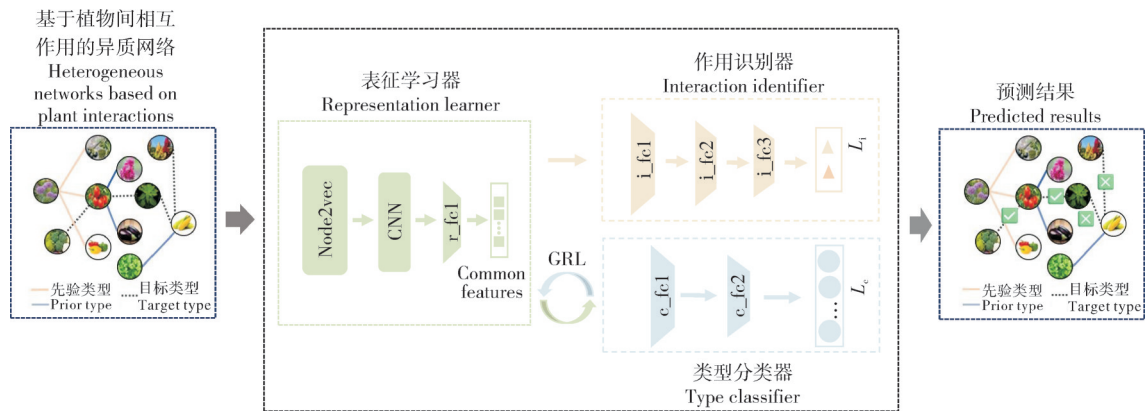 基于植物间相互
作用的异质网络
Heterogeneous
networks based on
plant interactions
先验类型
Prior type
目标类型
Target type
表征学习器
Representation learner
Node2vec
CNN
r_fc1
Common
features
GRL
作用识别器
Interaction identifier
i_fc1
i_fc2
i_fc3
Li
c_fc1
c_fc2
Lc
类型分类器
Type classifier
预测结果
Predicted results
先验类型
Prior type
目标类型
Target type